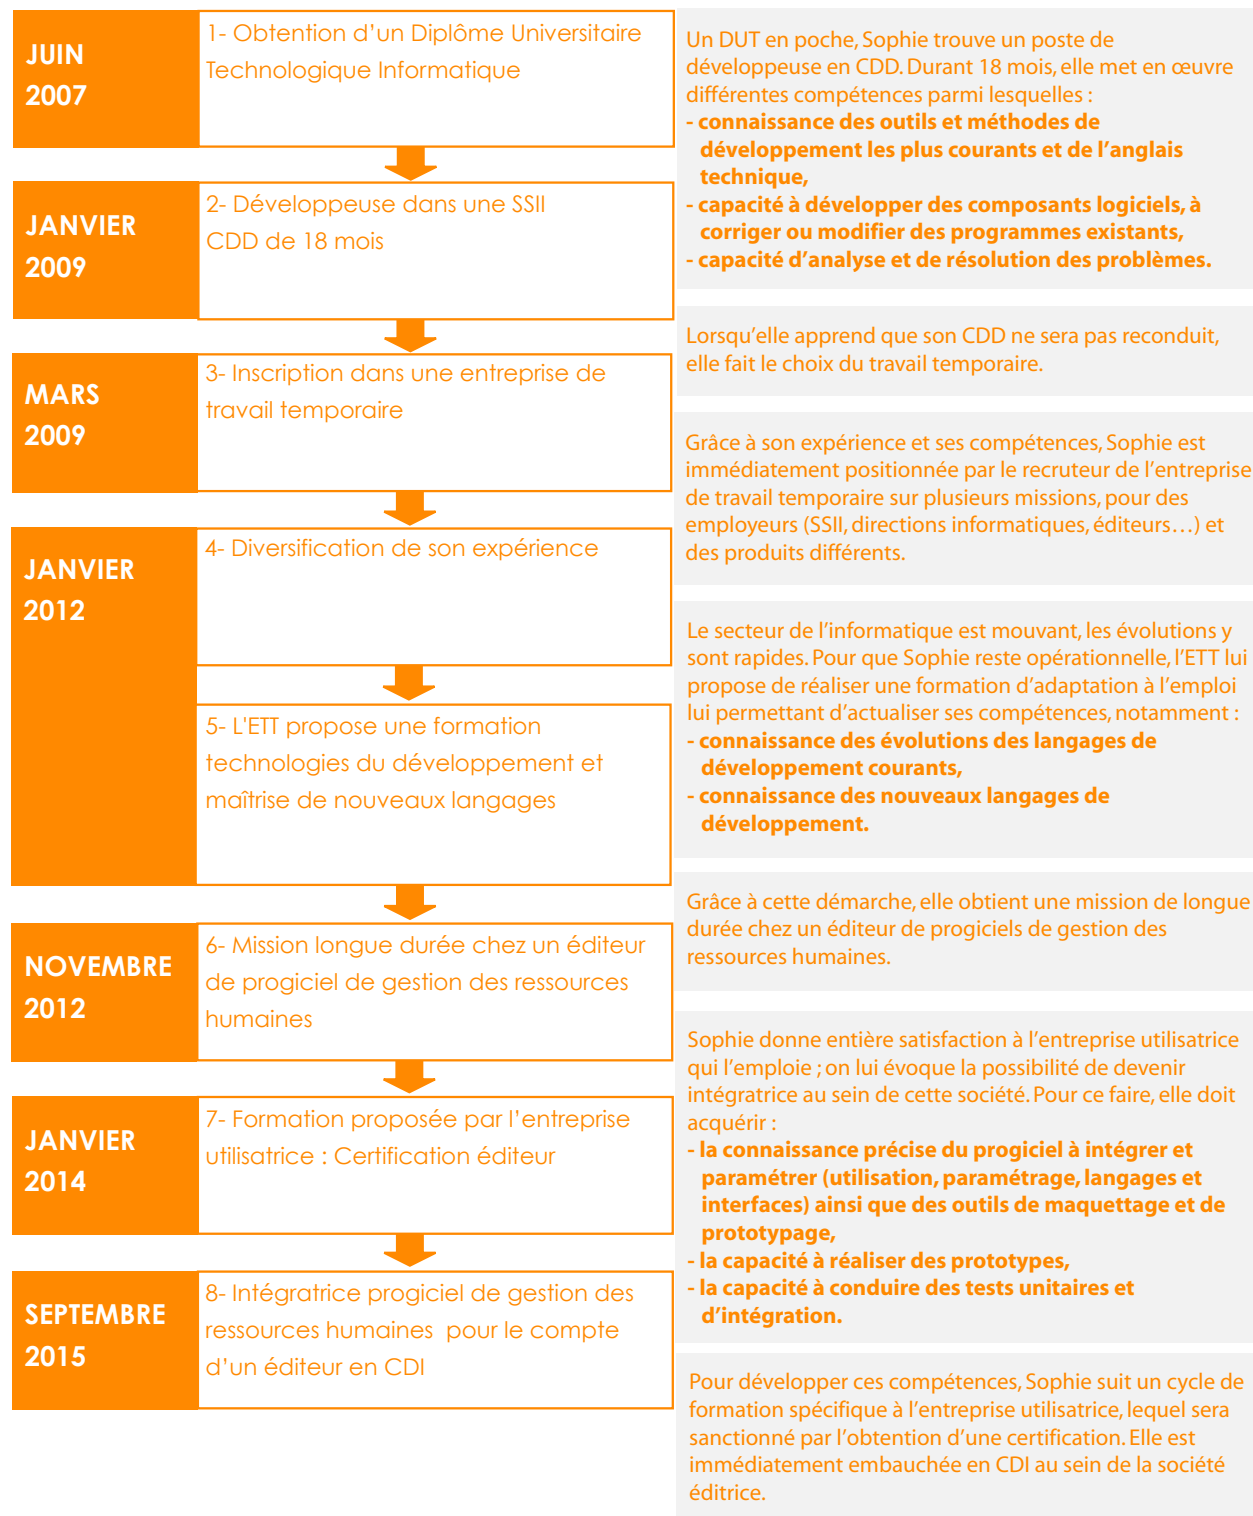 JUIN
2007
1- Obtention d’un Diplôme Universitaire
Technologique Informatique
JANVIER
2009
2- Développeuse dans une SSII
CDD de 18 mois
MARS
2009
3- Inscription dans une entreprise de
travail temporaire
JANVIER
2012
4- Diversification de son expérience
5- L'ETT propose une formation
technologies du développement et
maîtrise de nouveaux langages
NOVEMBRE
2012
6- Mission longue durée chez un éditeur
de progiciel de gestion des ressources
humaines
JANVIER
2014
7- Formation proposée par l’entreprise
utilisatrice : Certification éditeur
SEPTEMBRE
2015
8- Intégratrice progiciel de gestion des
ressources humaines pour le compte
d’un éditeur en CDI
Un DUT en poche, Sophie trouve un poste de
développeuse en CDD. Durant 18 mois, elle met en œuvre
différentes compétences parmi lesquelles :
- connaissance des outils et méthodes de
développement les plus courants et de l’anglais
technique,
- capacité à développer des composants logiciels, à
corriger ou modifier des programmes existants,
- capacité d’analyse et de résolution des problèmes.
Lorsqu’elle apprend que son CDD ne sera pas reconduit,
elle fait le choix du travail temporaire.
Grâce à son expérience et ses compétences, Sophie est
immédiatement positionnée par le recruteur de l’entreprise
de travail temporaire sur plusieurs missions, pour des
employeurs (SSII, directions informatiques, éditeurs…) et
des produits différents.
Le secteur de l’informatique est mouvant, les évolutions y
sont rapides. Pour que Sophie reste opérationnelle, l’ETT lui
propose de réaliser une formation d’adaptation à l’emploi
lui permettant d’actualiser ses compétences, notamment :
- connaissance des évolutions des langages de
développement courants,
- connaissance des nouveaux langages de
développement.
Grâce à cette démarche, elle obtient une mission de longue
durée chez un éditeur de progiciels de gestion des
ressources humaines.
Sophie donne entière satisfaction à l’entreprise utilisatrice
qui l’emploie ; on lui évoque la possibilité de devenir
intégratrice au sein de cette société. Pour ce faire, elle doit
acquérir :
- la connaissance précise du progiciel à intégrer et
paramétrer (utilisation, paramétrage, langages et
interfaces) ainsi que des outils de maquettage et de
prototypage,
- la capacité à réaliser des prototypes,
- la capacité à conduire des tests unitaires et
d’intégration.
Pour développer ces compétences, Sophie suit un cycle de
formation spécifique à l’entreprise utilisatrice, lequel sera
sanctionné par l’obtention d’une certification. Elle est
immédiatement embauchée en CDI au sein de la société
éditrice.